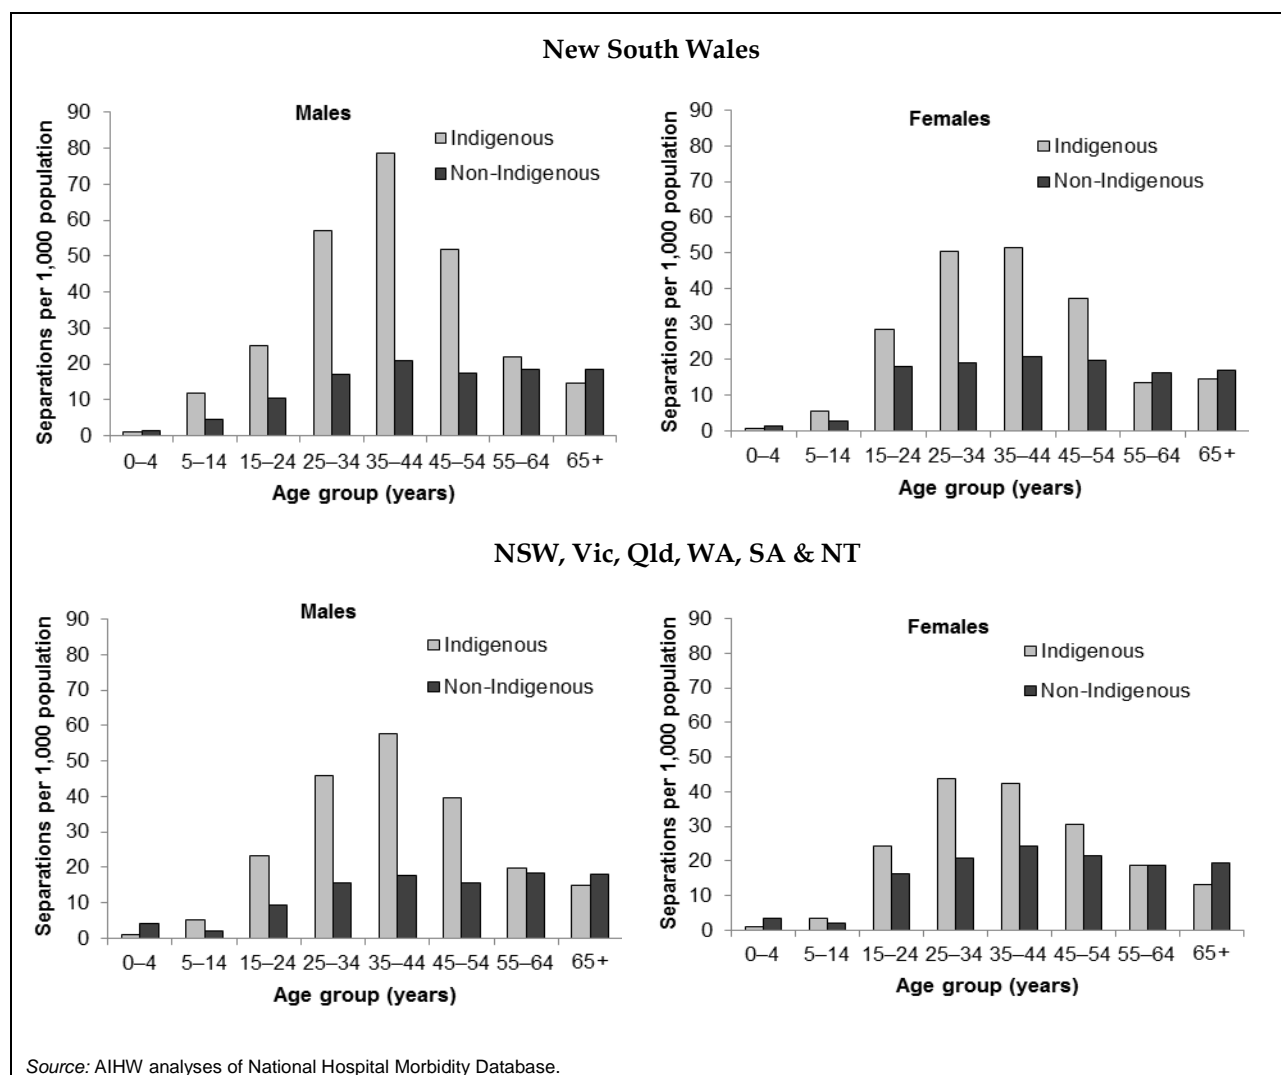 New South Wales
Males
Separations per 1,000 population
90
80
70
60
50
40
30
20
10
0
Indigenous
Non-Indigenous
0–4 5–14 15–24 25–34 35–44 45–54 55–64 65+
Age group (years)
Females
Separations per 1,000 population
90
80
70
60
50
40
30
20
10
0
Indigenous
Non-Indigenous
0–4 5–14 15–24 25–34 35–44 45–54 55–64 65+
Age group (years)
NSW, Vic, Qld, WA, SA & NT
Males
Separations per 1,000 population
90
80
70
60
50
40
30
20
10
0
Indigenous
Non-Indigenous
0–4 5–14 15–24 25–34 35–44 45–54 55–64 65+
Age group (years)
Females
Separations per 1,000 population
90
80
70
60
50
40
30
20
10
0
Indigenous
Non-Indigenous
0–4 5–14 15–24 25–34 35–44 45–54 55–64 65+
Age group (years)
Source: AIHW analyses of National Hospital Morbidity Database.